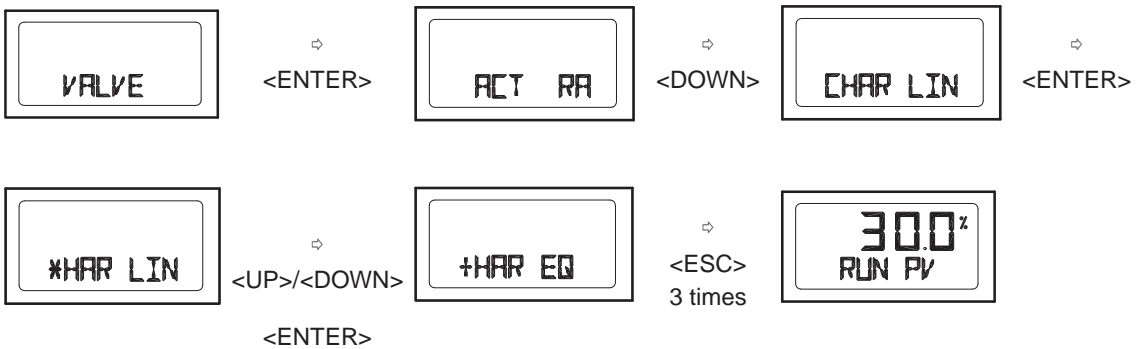 VALVE
⇨
<ENTER>
ACT RA
⇨
<DOWN>
CHAR LIN
⇨
<ENTER>
*HAR LIN
⇨
<UP>/<DOWN>
<ENTER>
+HAR EQ
⇨
<ESC>
3 times
30.0%
RUN PV